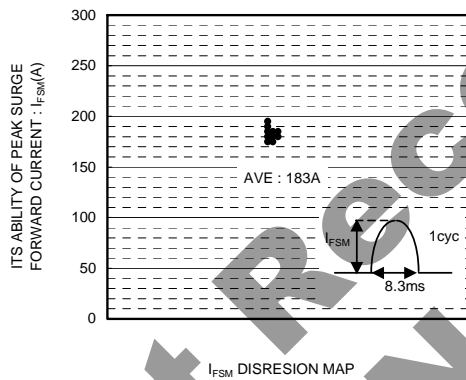 300
250
200
150
100
50
0
ITS ABILITY OF PEAK SURGE
FORWARD CURRENT : IFSM(A)
AVE : 183A
IFSM
1cyc
8.3ms
IFSM DISRESION MAP
t Rec